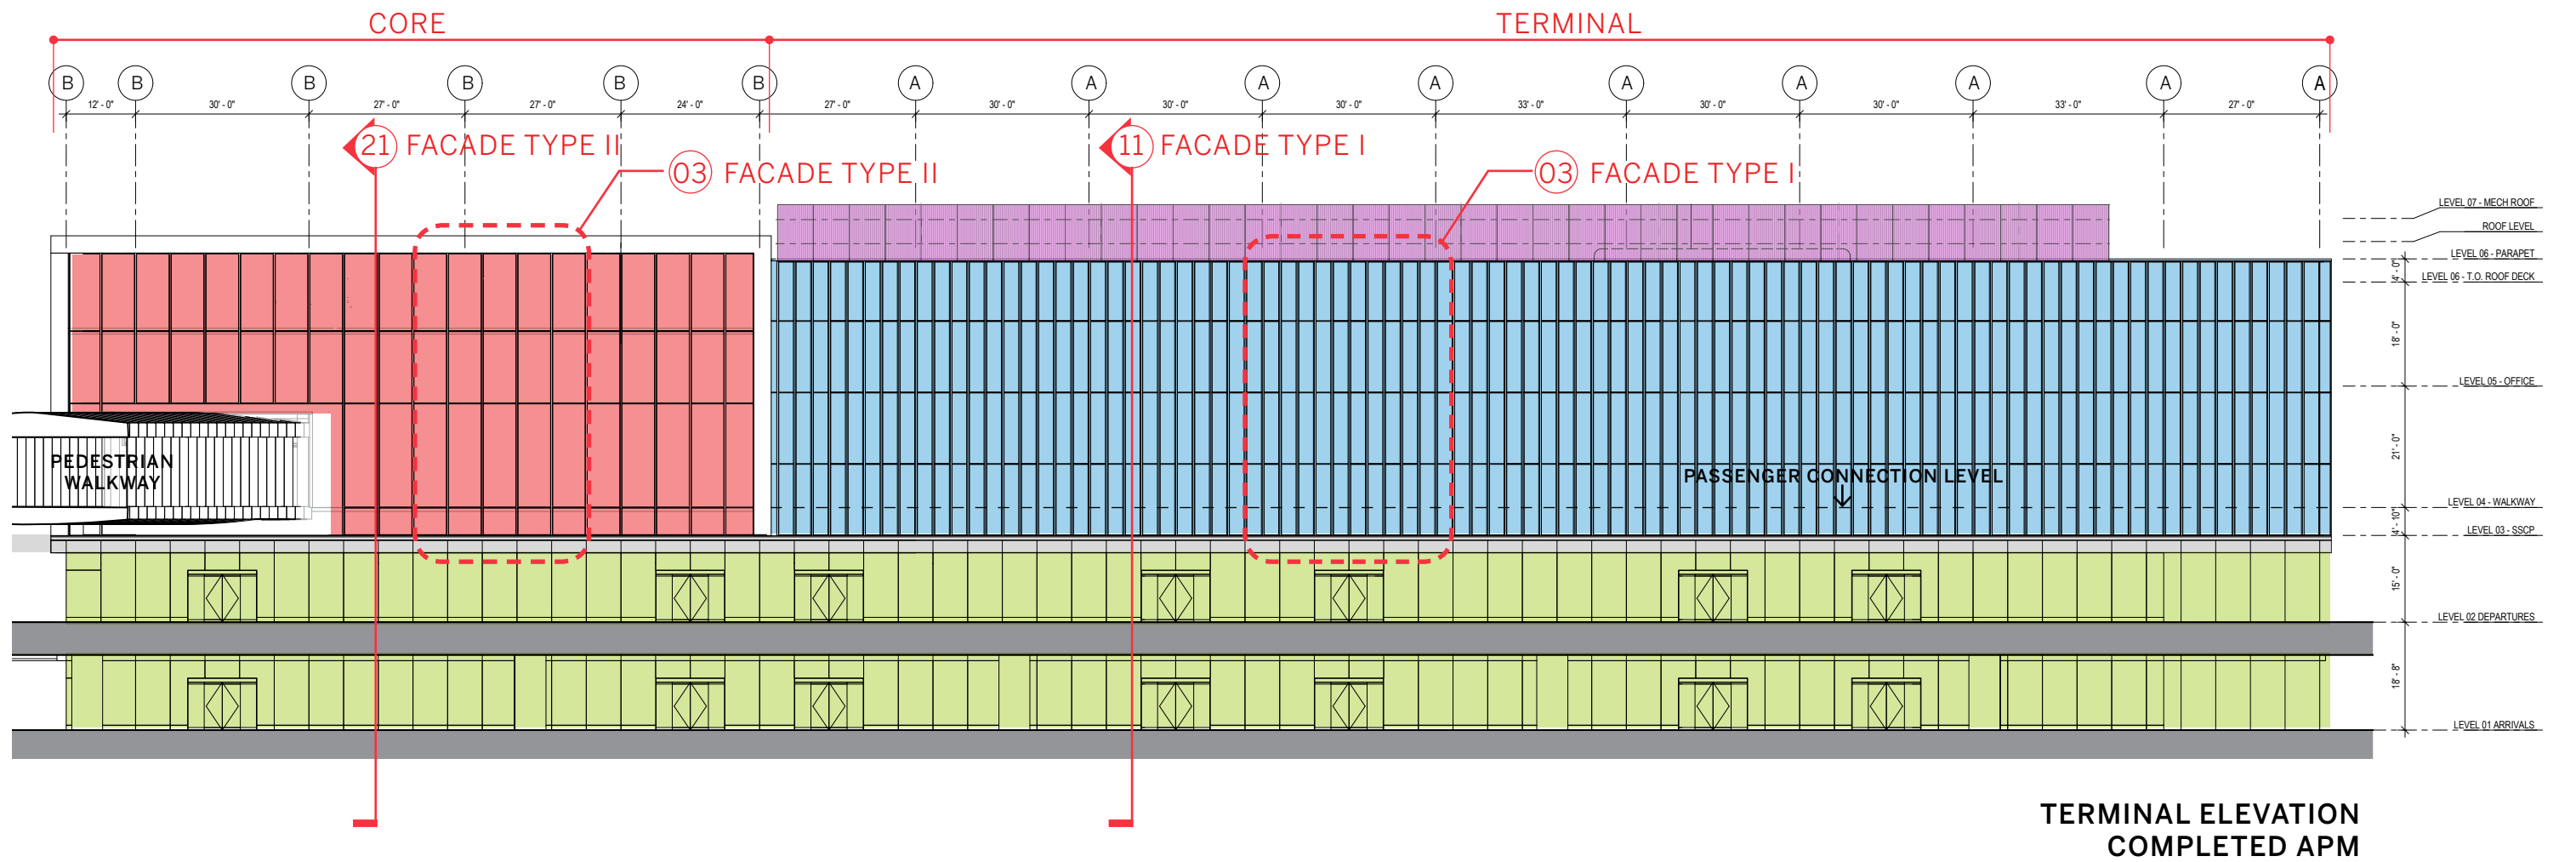 CORE
TERMINAL
B B B B B B A A A A A A A A A
12' - 0" 30' - 0" 27' - 0" 27' - 0" 24' - 0" 27' - 0" 30' - 0" 30' - 0" 30' - 0" 33' - 0" 30' - 0" 30' - 0" 33' - 0" 27' - 0"
21 FACADE TYPE II
11 FACADE TYPE I
03 FACADE TYPE II
03 FACADE TYPE I
LEVEL 07 - MECH ROOF
ROOF LEVEL
LEVEL 06 - PARAPET
4' - 0"
LEVEL 06 - T.O. ROOF DECK
18' - 0"
LEVEL 05 - OFFICE
21' - 0"
PEDESTRIAN
WALKWAY
PASSENGER CONNECTION LEVEL
LEVEL 04 - WALKWAY
4' - 10"
LEVEL 03 - SSCP
15' - 0"
LEVEL 02 DEPARTURES
18' - 8"
LEVEL 01 ARRIVALS
TERMINAL ELEVATION
COMPLETED APM